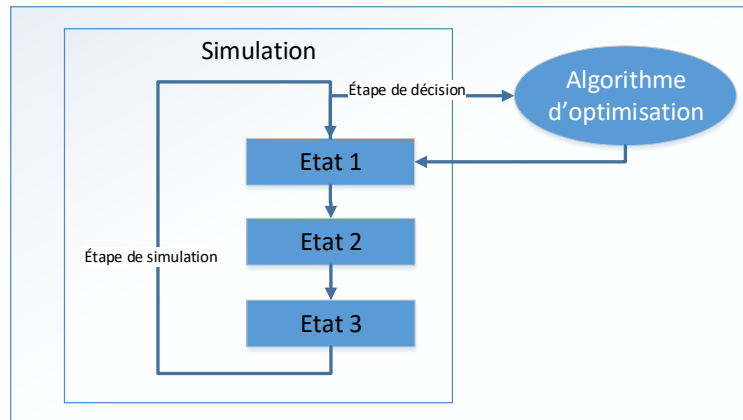 Simulation
Étape de décision
Algorithme
d'optimisation
Etat 1
Etat 2
Étape de simulation
Etat 3